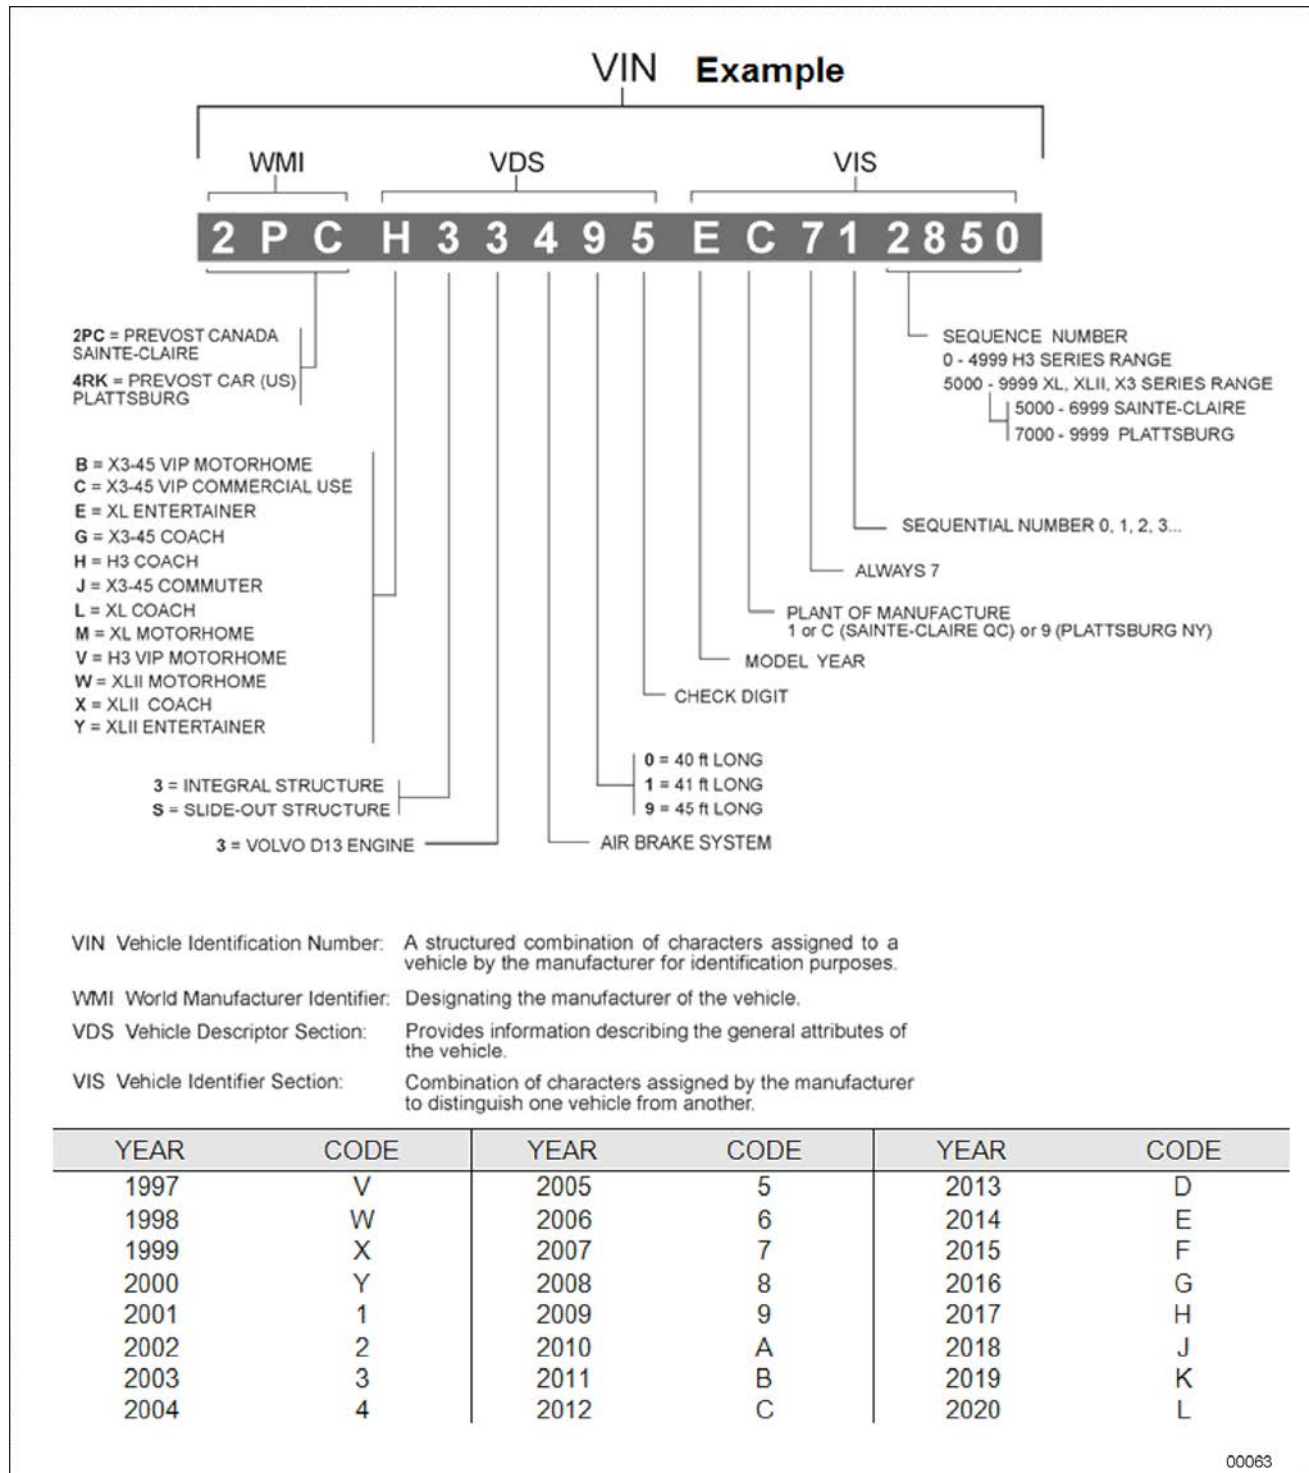 VIN Example
WMI VDS VIS
2 P C H 3 3 4 9 5 E C 7 1 2 8 5 0
2PC = PREVOST CANADA
SAINTE-CLAIRE
4RK = PREVOST CAR (US)
PLATTSBURG
SEQUENCE NUMBER
0 - 4999 H3 SERIES RANGE
5000 - 9999 XL, XLII, X3 SERIES RANGE
5000 - 6999 SAINTE-CLAIRE
7000 - 9999 PLATTSBURG
B = X3-45 VIP MOTORHOME
C = X3-45 VIP COMMERCIAL USE
E = XL ENTERTAINER
G = X3-45 COACH
H = H3 COACH
J = X3-45 COMMUTER
L = XL COACH
M = XL MOTORHOME
V = H3 VIP MOTORHOME
W = XLII MOTORHOME
X = XLII COACH
Y = XLII ENTERTAINER
SEQUENTIAL NUMBER 0, 1, 2, 3...
ALWAYS 7
PLANT OF MANUFACTURE
1 or C (SAINTE-CLAIRE QC) or 9 (PLATTSBURG NY)
MODEL YEAR
CHECK DIGIT
0 = 40 ft LONG
1 = 41 ft LONG
9 = 45 ft LONG
3 = INTEGRAL STRUCTURE
S = SLIDE-OUT STRUCTURE
3 = VOLVO D13 ENGINE
AIR BRAKE SYSTEM
VIN Vehicle Identification Number: A structured combination of characters assigned to a
vehicle by the manufacturer for identification purposes.
WMI World Manufacturer Identifier: Designating the manufacturer of the vehicle.
VDS Vehicle Descriptor Section: Provides information describing the general attributes of
the vehicle.
VIS Vehicle Identifier Section: Combination of characters assigned by the manufacturer
to distinguish one vehicle from another.
YEAR CODE YEAR CODE YEAR CODE
1997 V 2005 5 2013 D
1998 W 2006 6 2014 E
1999 X 2007 7 2015 F
2000 Y 2008 8 2016 G
2001 1 2009 9 2017 H
2002 2 2010 A 2018 J
2003 3 2011 B 2019 K
2004 4 2012 C 2020 L
00063